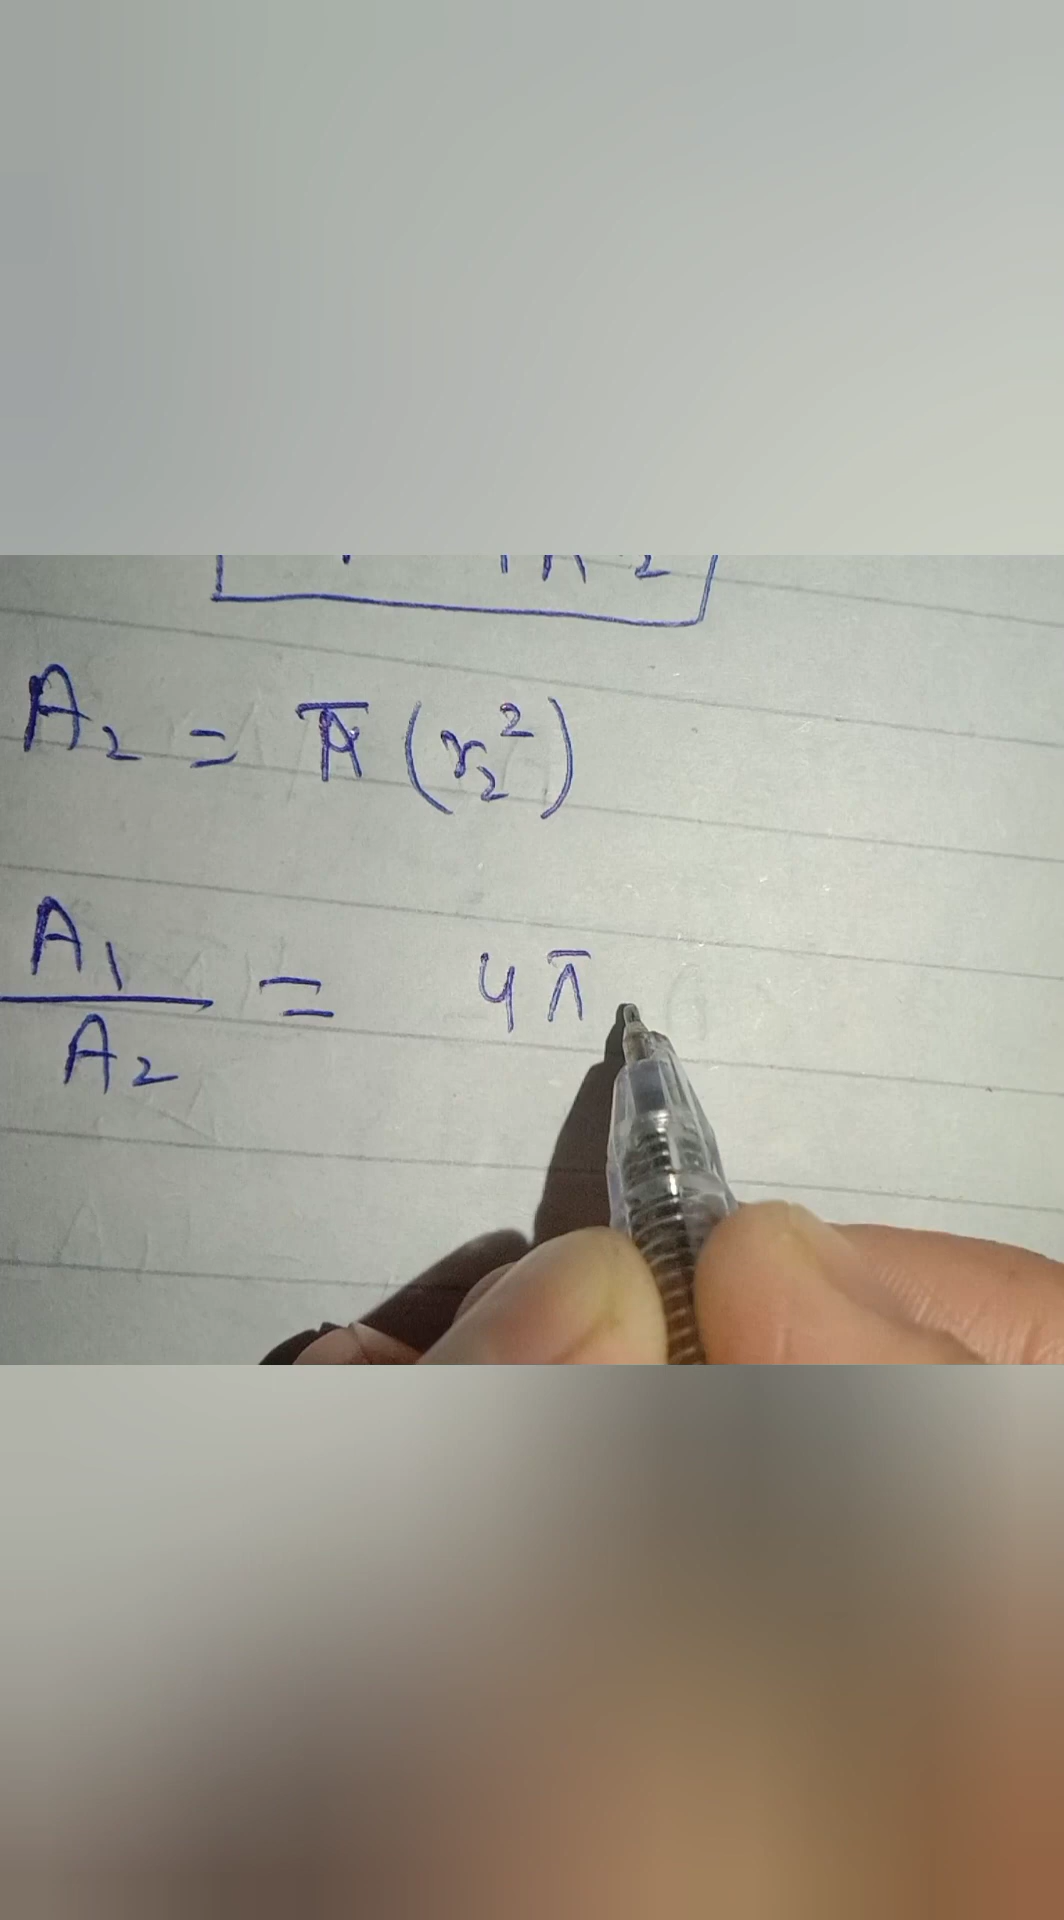 A₂ = π (r₂²)
A₁/A₂ = 4π